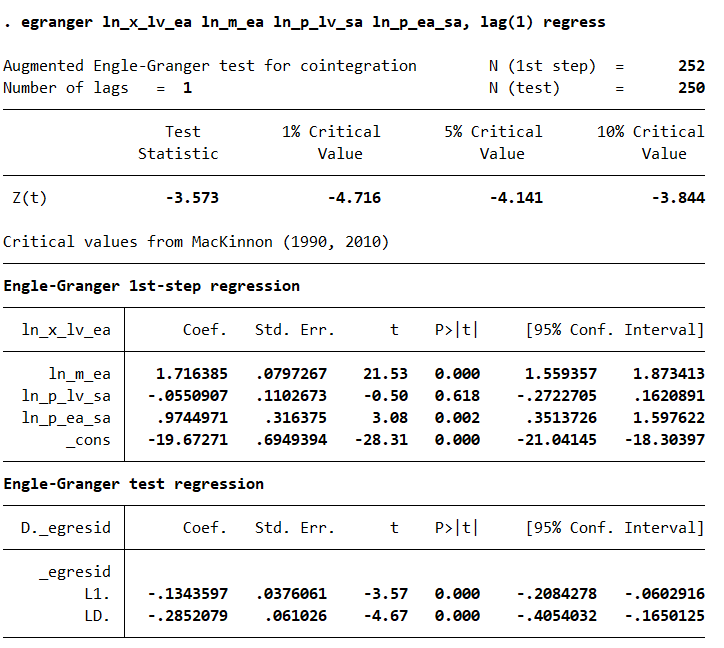 . egranger ln_x_lv_ea ln_m_ea ln_p_lv_sa ln_p_ea_sa, lag(1) regress
Augmented Engle-Granger test for cointegration N (1st step) = 252
Number of lags = 1 N (test) = 250
Test 1% Critical 5% Critical 10% Critical
Statistic Value Value Value
Z(t) -3.573 -4.716 -4.141 -3.844
Critical values from MacKinnon (1990, 2010)
Engle-Granger 1st-step regression
ln_x_lv_ea Coef. Std. Err. t P>|t| [95% Conf. Interval]
ln_m_ea 1.716385 .0797267 21.53 0.000 1.559357 1.873413
ln_p_lv_sa -.0550907 .1102673 -0.50 0.618 -.2722705 .1620891
ln_p_ea_sa .9744971 .316375 3.08 0.002 .3513726 1.597622
_cons -19.67271 .6949394 -28.31 0.000 -21.04145 -18.30397
Engle-Granger test regression
D._egresid Coef. Std. Err. t P>|t| [95% Conf. Interval]
_egresid
L1. -.1343597 .0376061 -3.57 0.000 -.2084278 -.0602916
LD. -.2852079 .061026 -4.67 0.000 -.4054032 -.1650125